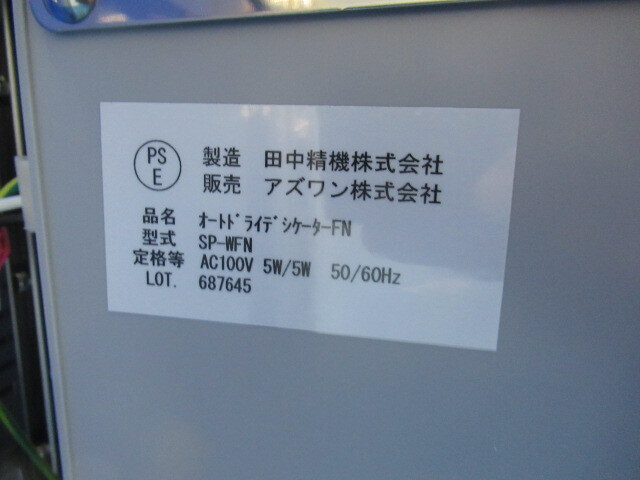 PS
E
製造 田中精機株式会社
販売 アズワン株式会社
品名 ｵｰﾄﾄﾞﾗｲﾃﾞｼｹｰﾀｰFN
型式 SP-WFN
定格等 AC100V 5W/5W 50/60Hz
LOT. 687645